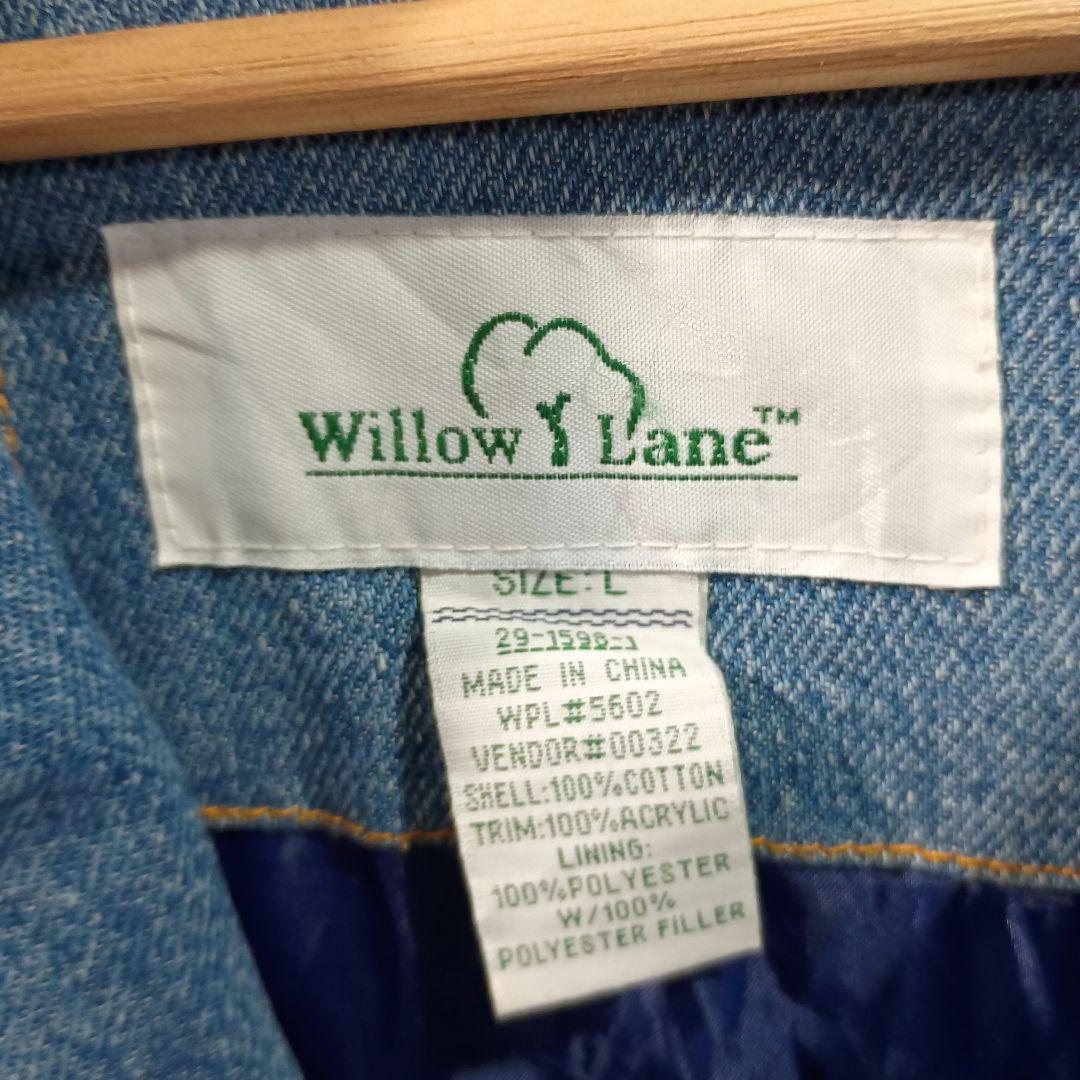 Willow Lane™
SIZE: L
29-1598-1
MADE IN CHINA
WPL#5602
VENDOR#00322
SHELL:100%COTTON
TRIM:100%ACRYLIC
LINING:
100%POLYESTER
W/100%
POLYESTER FILLER